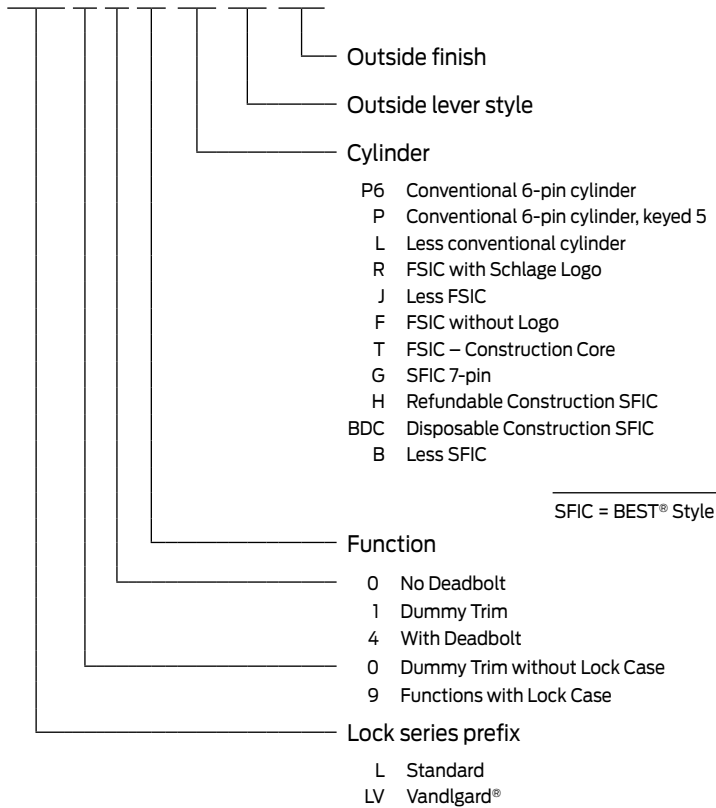 Outside finish
Outside lever style
Cylinder
P6 Conventional 6-pin cylinder
P Conventional 6-pin cylinder, keyed 5
L Less conventional cylinder
R FSIC with Schlage Logo
J Less FSIC
F FSIC without Logo
T FSIC – Construction Core
G SFIC 7-pin
H Refundable Construction SFIC
BDC Disposable Construction SFIC
B Less SFIC
SFIC = BEST® Style
Function
0 No Deadbolt
1 Dummy Trim
4 With Deadbolt
0 Dummy Trim without Lock Case
9 Functions with Lock Case
Lock series prefix
L Standard
LV Vandlgard®